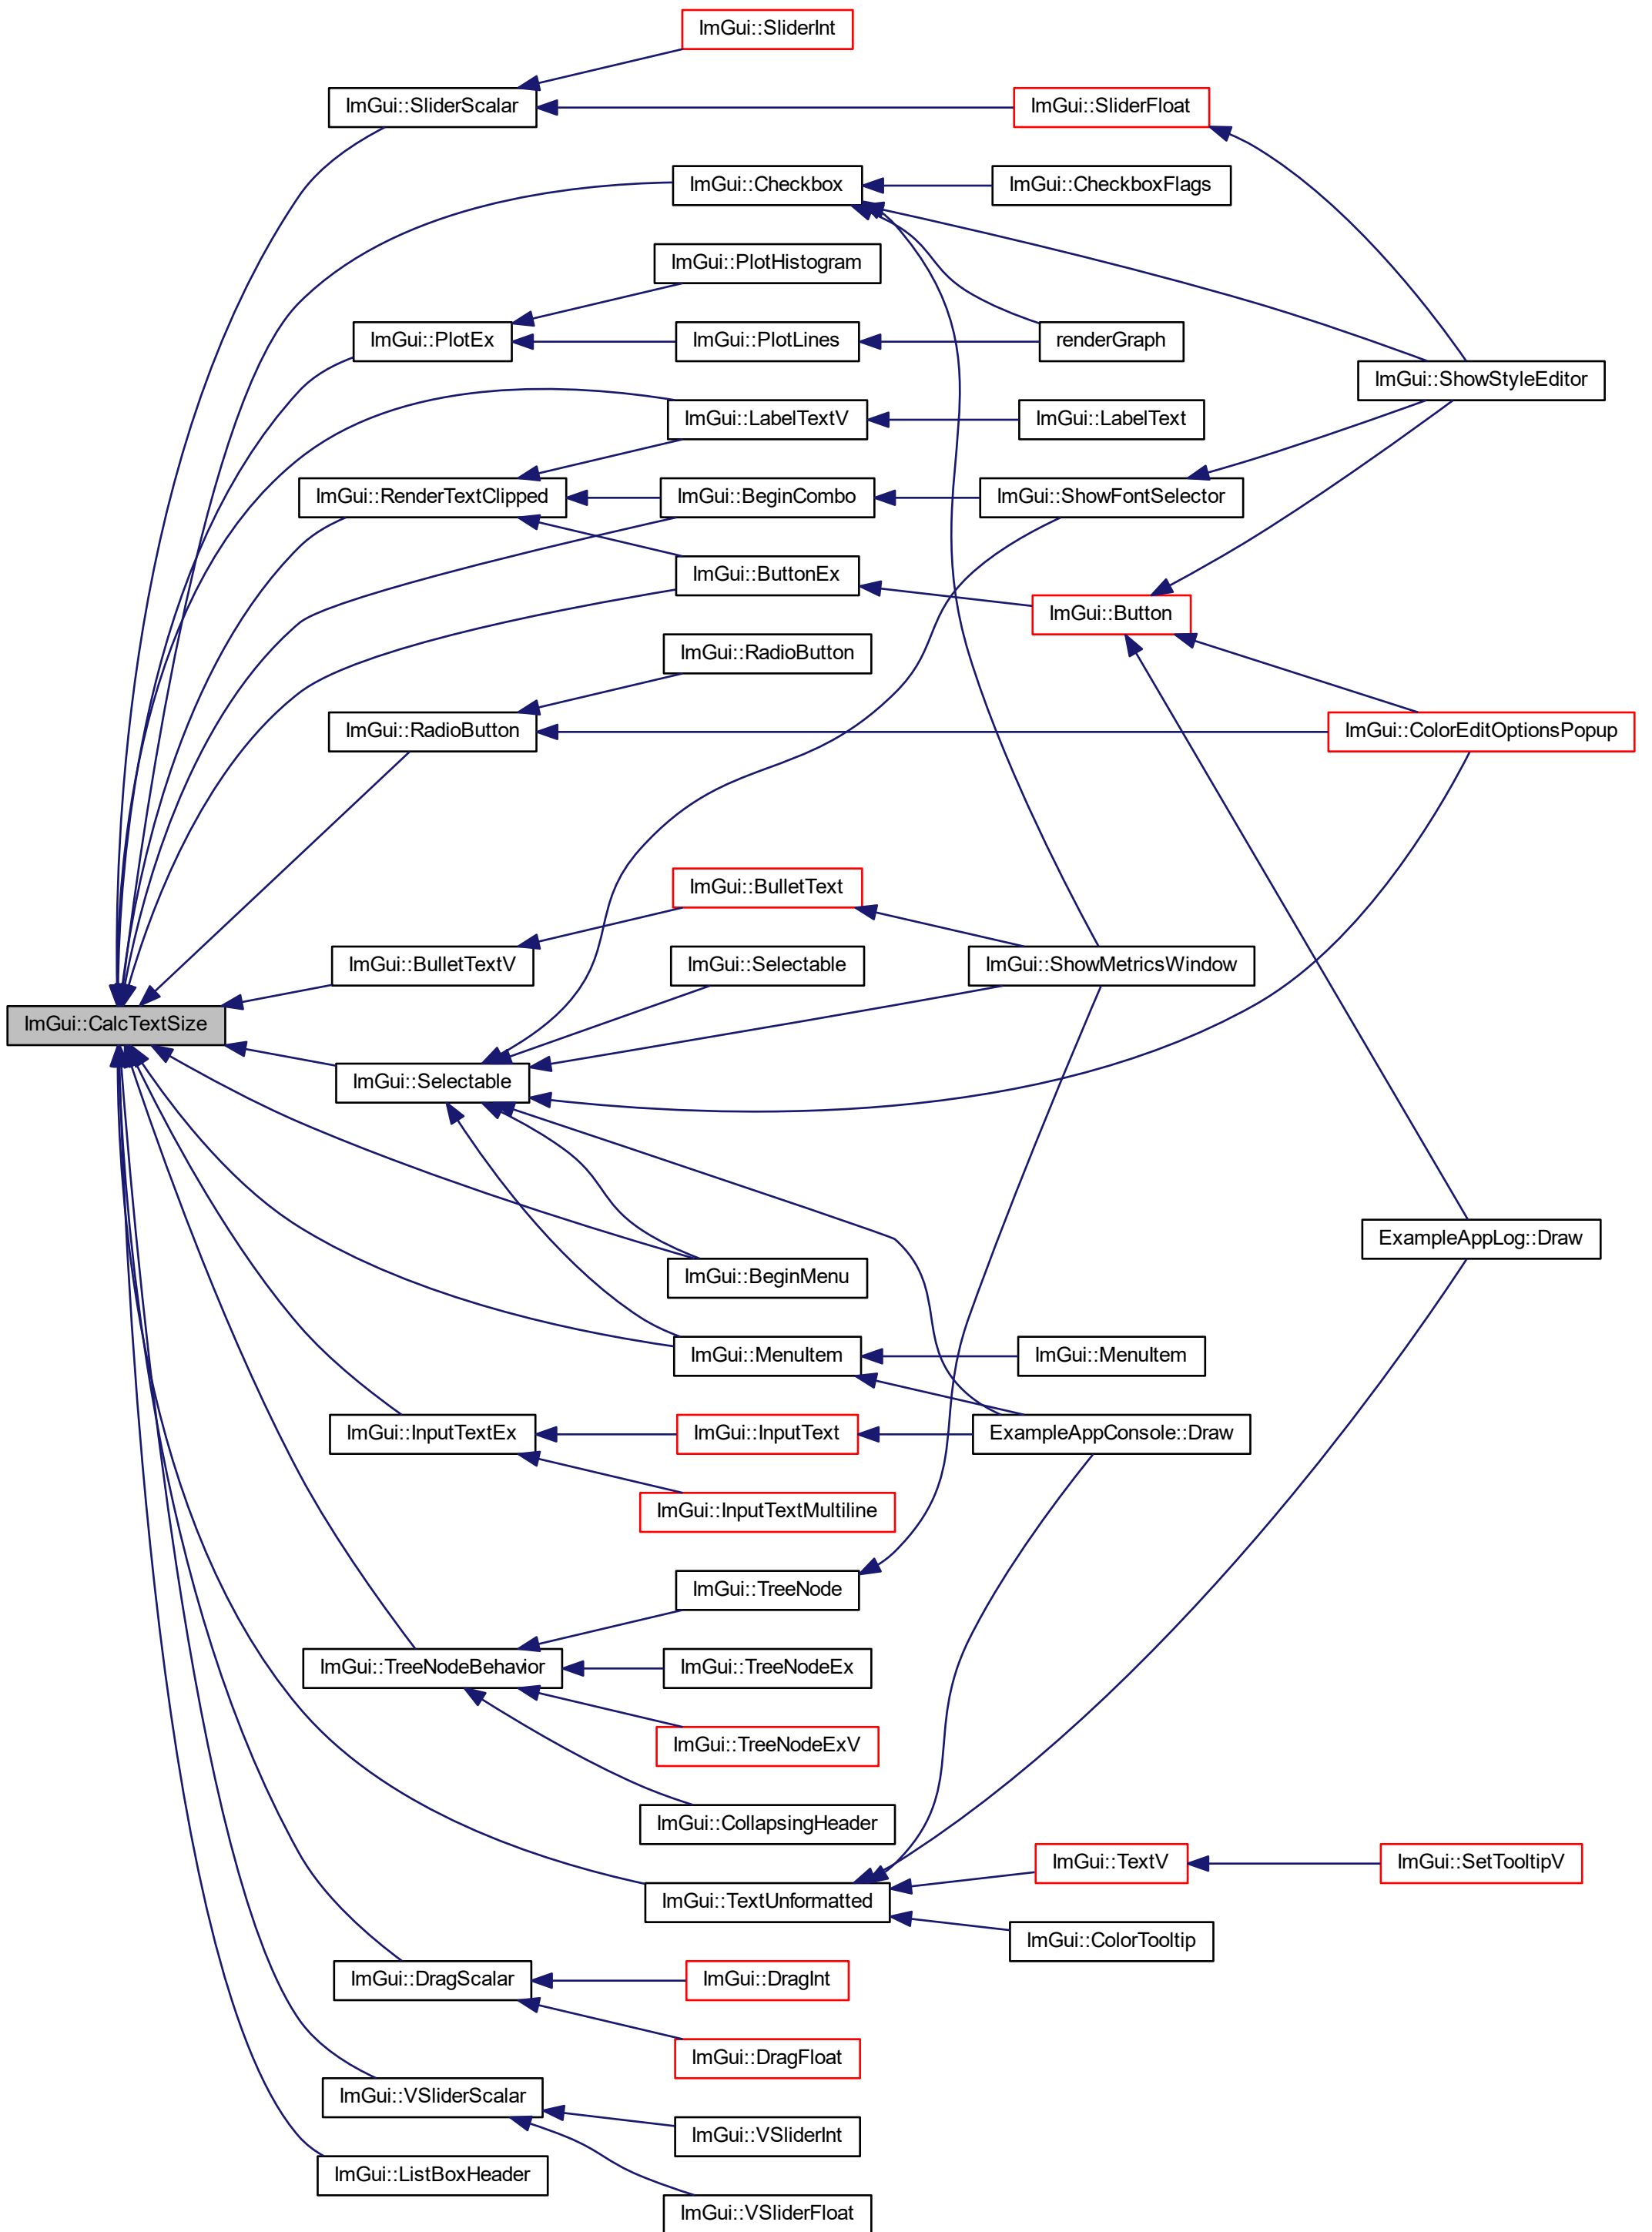 ImGui::SliderInt
ImGui::SliderScalar
ImGui::SliderFloat
ImGui::Checkbox
ImGui::CheckboxFlags
ImGui::PlotHistogram
ImGui::PlotEx
ImGui::PlotLines
renderGraph
ImGui::ShowStyleEditor
ImGui::LabelTextV
ImGui::LabelText
ImGui::RenderTextClipped
ImGui::BeginCombo
ImGui::ShowFontSelector
ImGui::ButtonEx
ImGui::Button
ImGui::RadioButton
ImGui::RadioButton
ImGui::ColorEditOptionsPopup
ImGui::BulletText
ImGui::BulletTextV
ImGui::Selectable
ImGui::ShowMetricsWindow
ImGui::CalcTextSize
ImGui::Selectable
ExampleAppLog::Draw
ImGui::BeginMenu
ImGui::MenuItem
ImGui::MenuItem
ImGui::InputTextEx
ImGui::InputText
ExampleAppConsole::Draw
ImGui::InputTextMultiline
ImGui::TreeNode
ImGui::TreeNodeBehavior
ImGui::TreeNodeEx
ImGui::TreeNodeExV
ImGui::CollapsingHeader
ImGui::TextV
ImGui::SetTooltipV
ImGui::TextUnformatted
ImGui::ColorTooltip
ImGui::DragScalar
ImGui::DragInt
ImGui::DragFloat
ImGui::VSliderScalar
ImGui::VSliderInt
ImGui::ListBoxHeader
ImGui::VSliderFloat